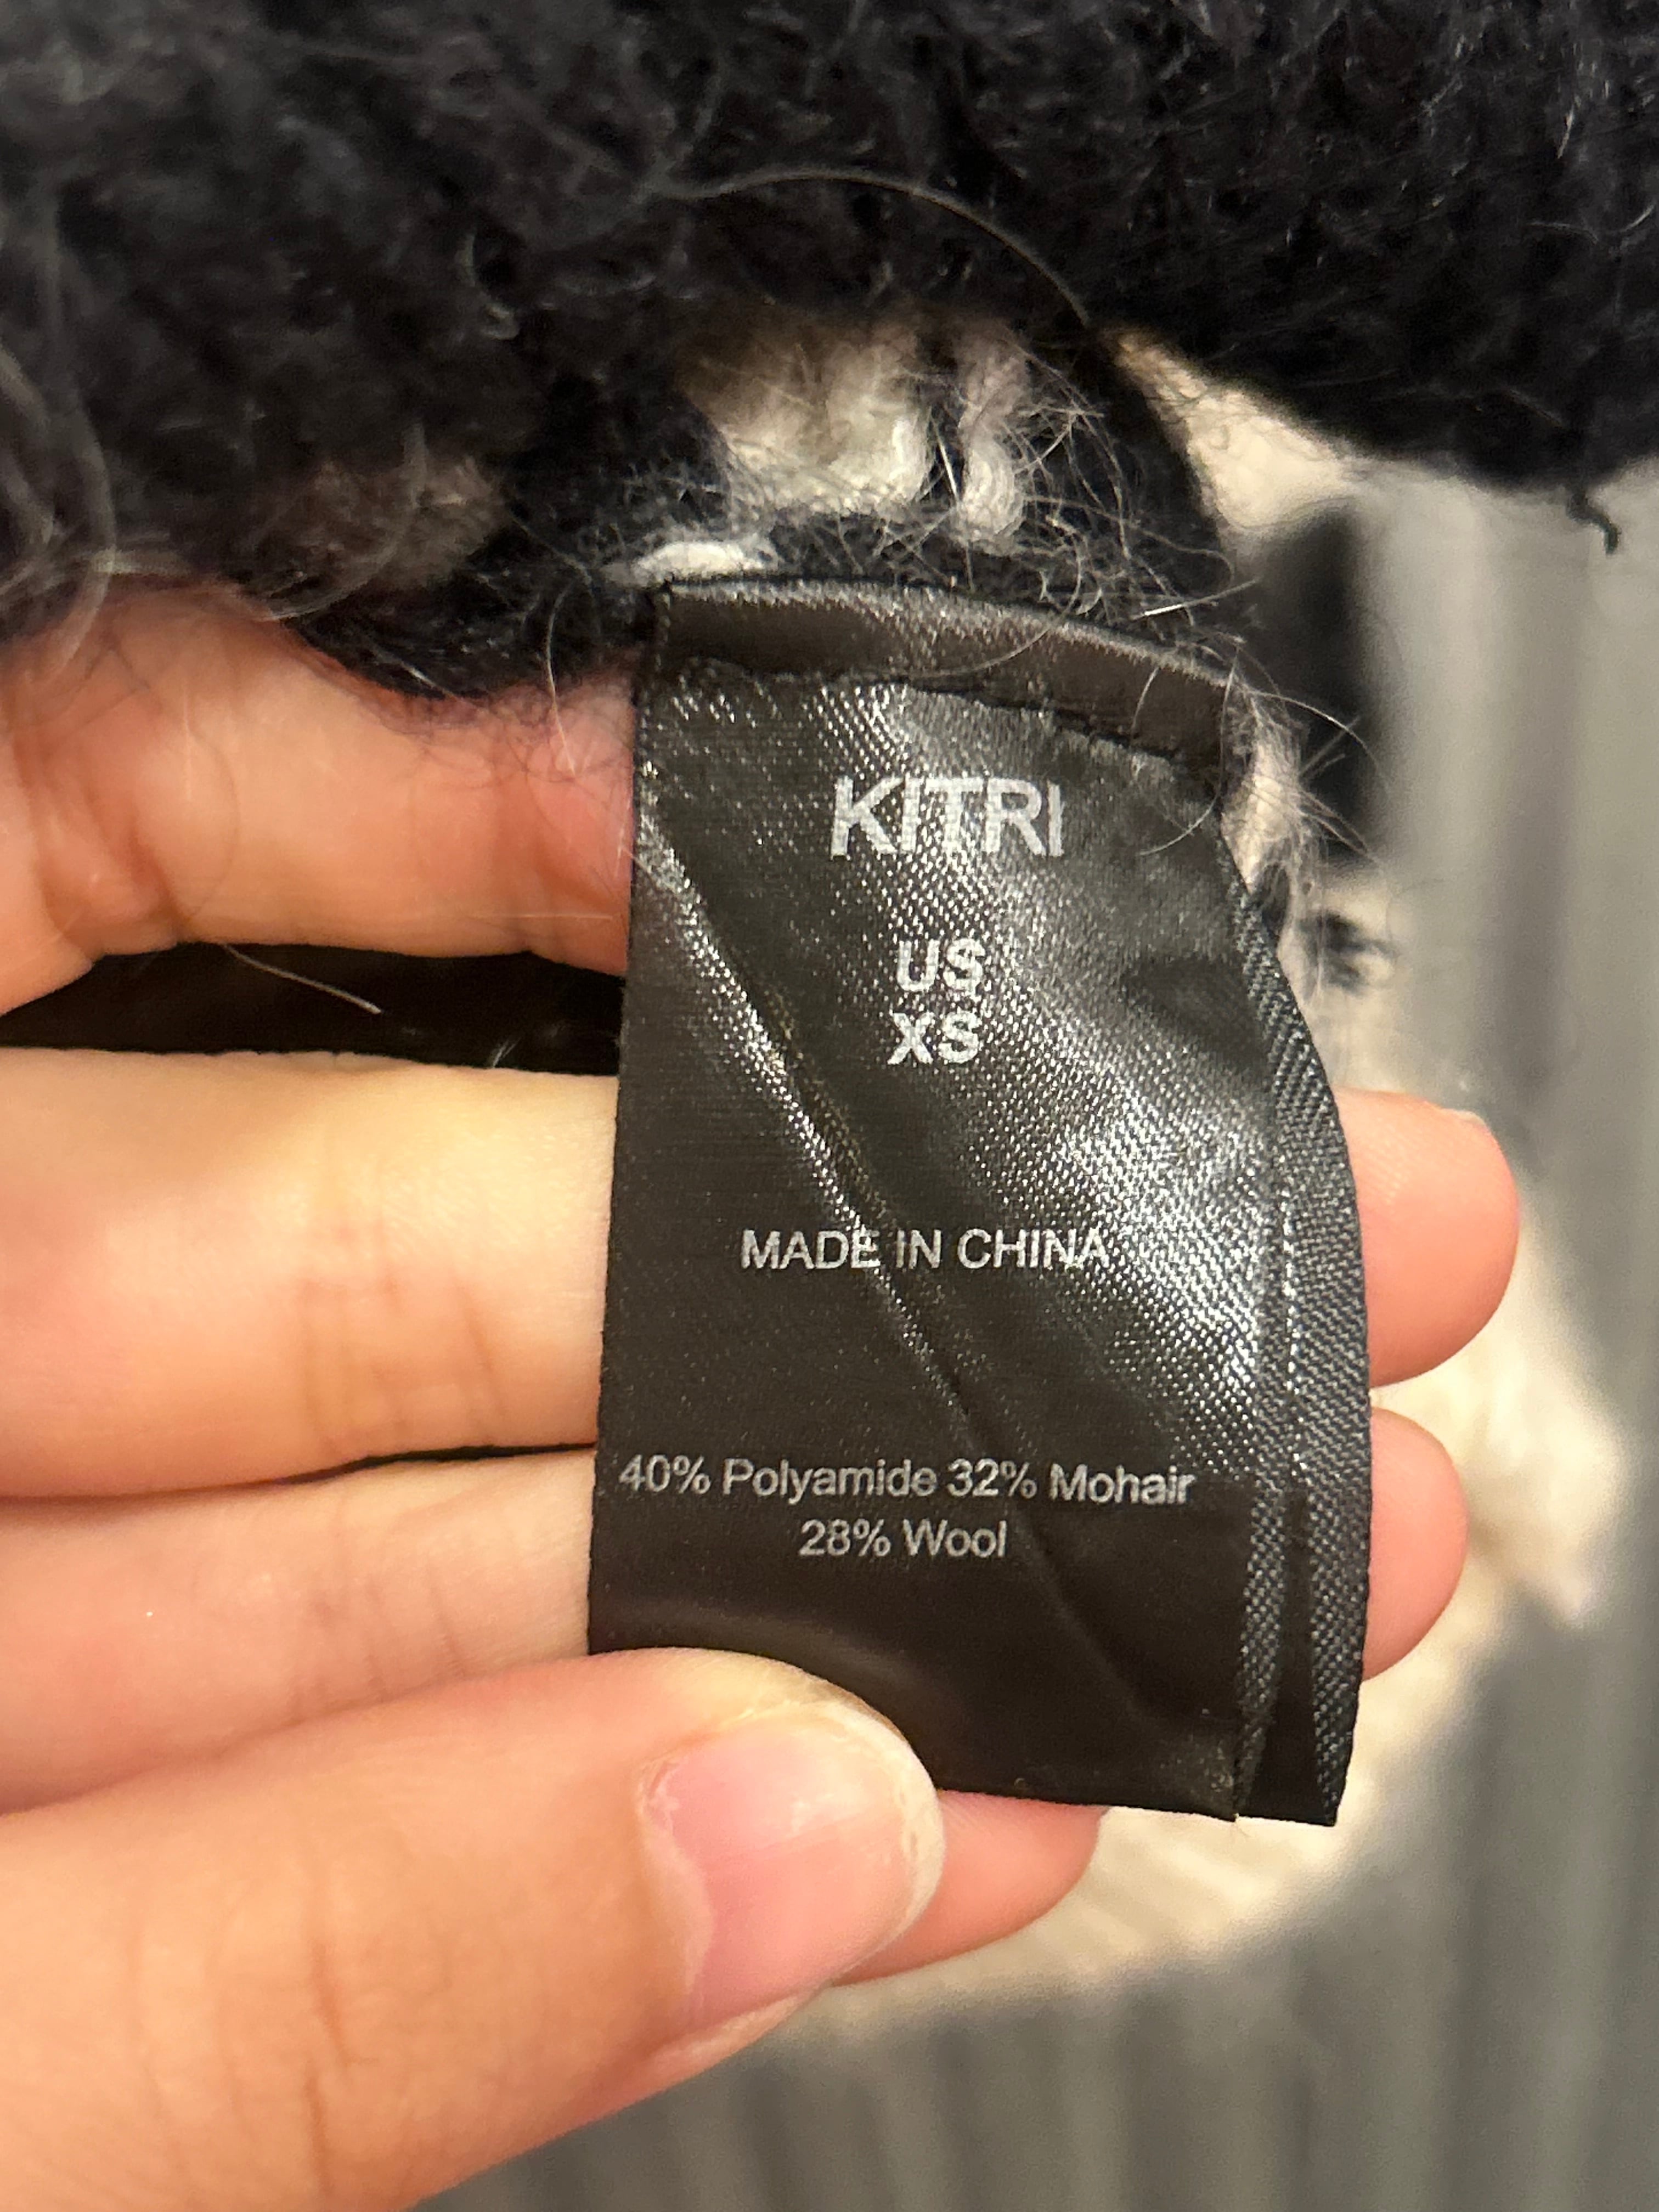 KITRI
US
XS
MADE IN CHINA
40% Polyamide 32% Mohair
28% Wool